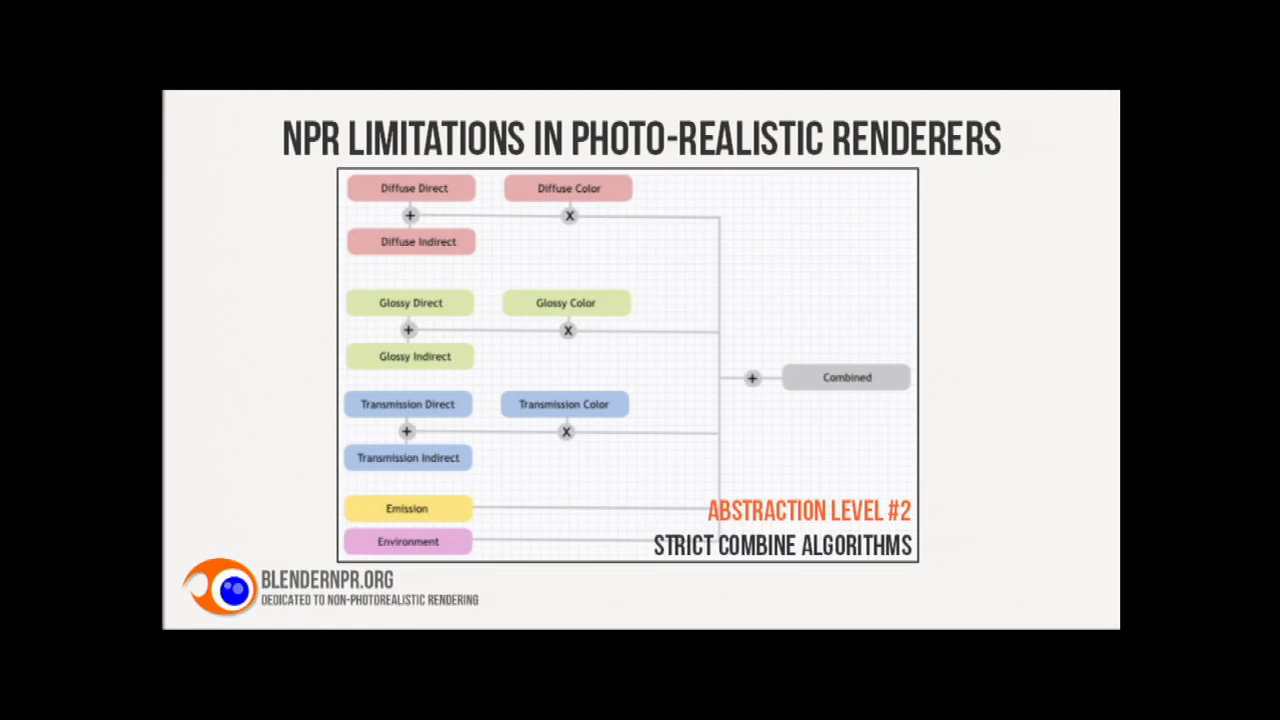 NPR LIMITATIONS IN PHOTO-REALISTIC RENDERERS
Diffuse Direct
Diffuse Color
+
X
Diffuse Indirect
Glossy Direct
Glossy Color
+
X
Glossy Indirect
+
Combined
Transmission Direct
Transmission Color
+
X
Transmission Indirect
Emission
ABSTRACTION LEVEL #2
Environment
STRICT COMBINE ALGORITHMS
BLENDERNPR.ORG
DEDICATED TO NON-PHOTOREALISTIC RENDERING